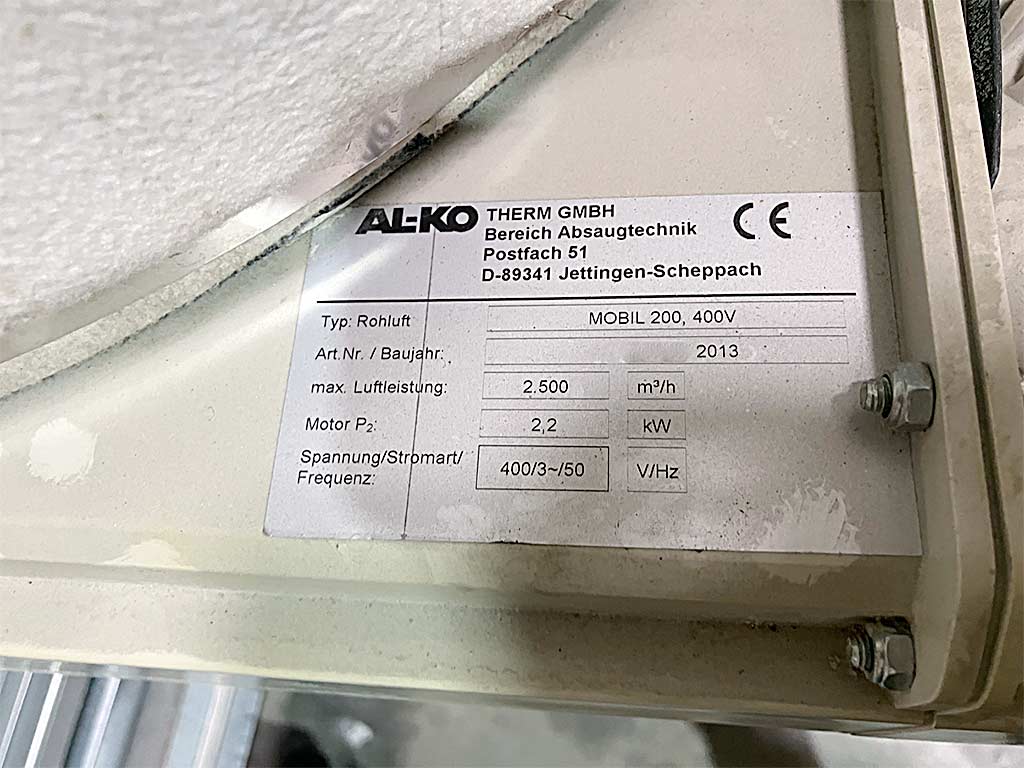 AL-KO THERM GMBH
Bereich Absaugtechnik
Postfach 51
D-89341 Jettingen-Scheppach
CE
Typ: Rohluft MOBIL 200, 400V
Art.Nr. / Baujahr: 2013
max. Luftleistung: 2.500 m³/h
Motor P₂: 2,2 kW
Spannung/Stromart/
Frequenz: 400/3~/50 V/Hz